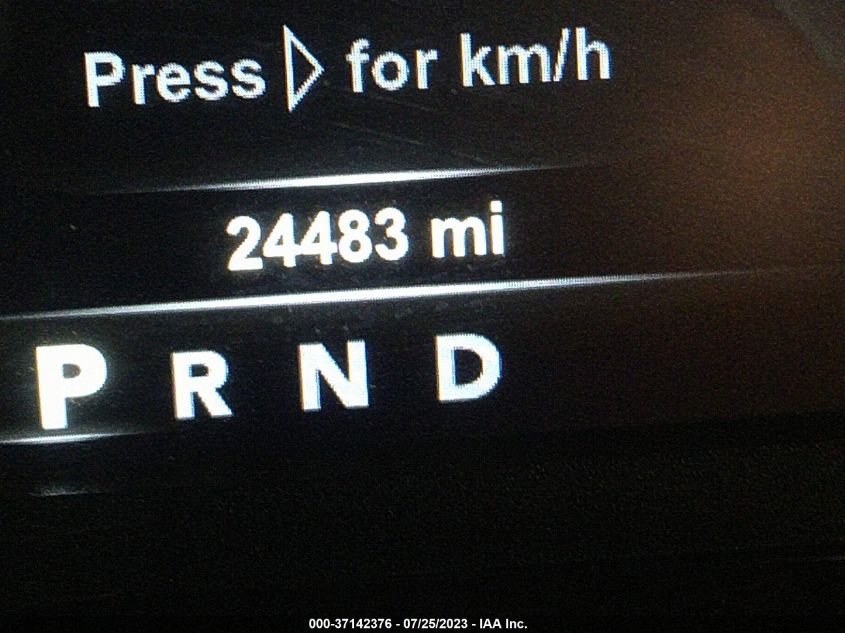 Press ▷ for km/h
24483 mi
P R N D
000-37142376 - 07/25/2023 - IAA Inc.